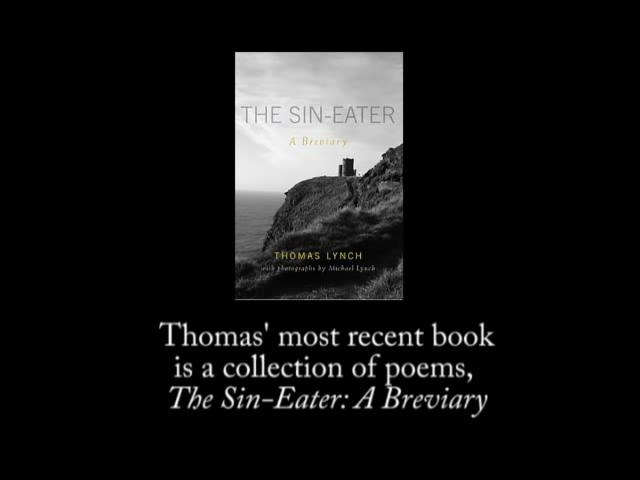 THE SIN-EATER
A Breviary
THOMAS LYNCH
with photographs by Michael Lynch
Thomas' most recent book
is a collection of poems,
The Sin-Eater: A Breviary